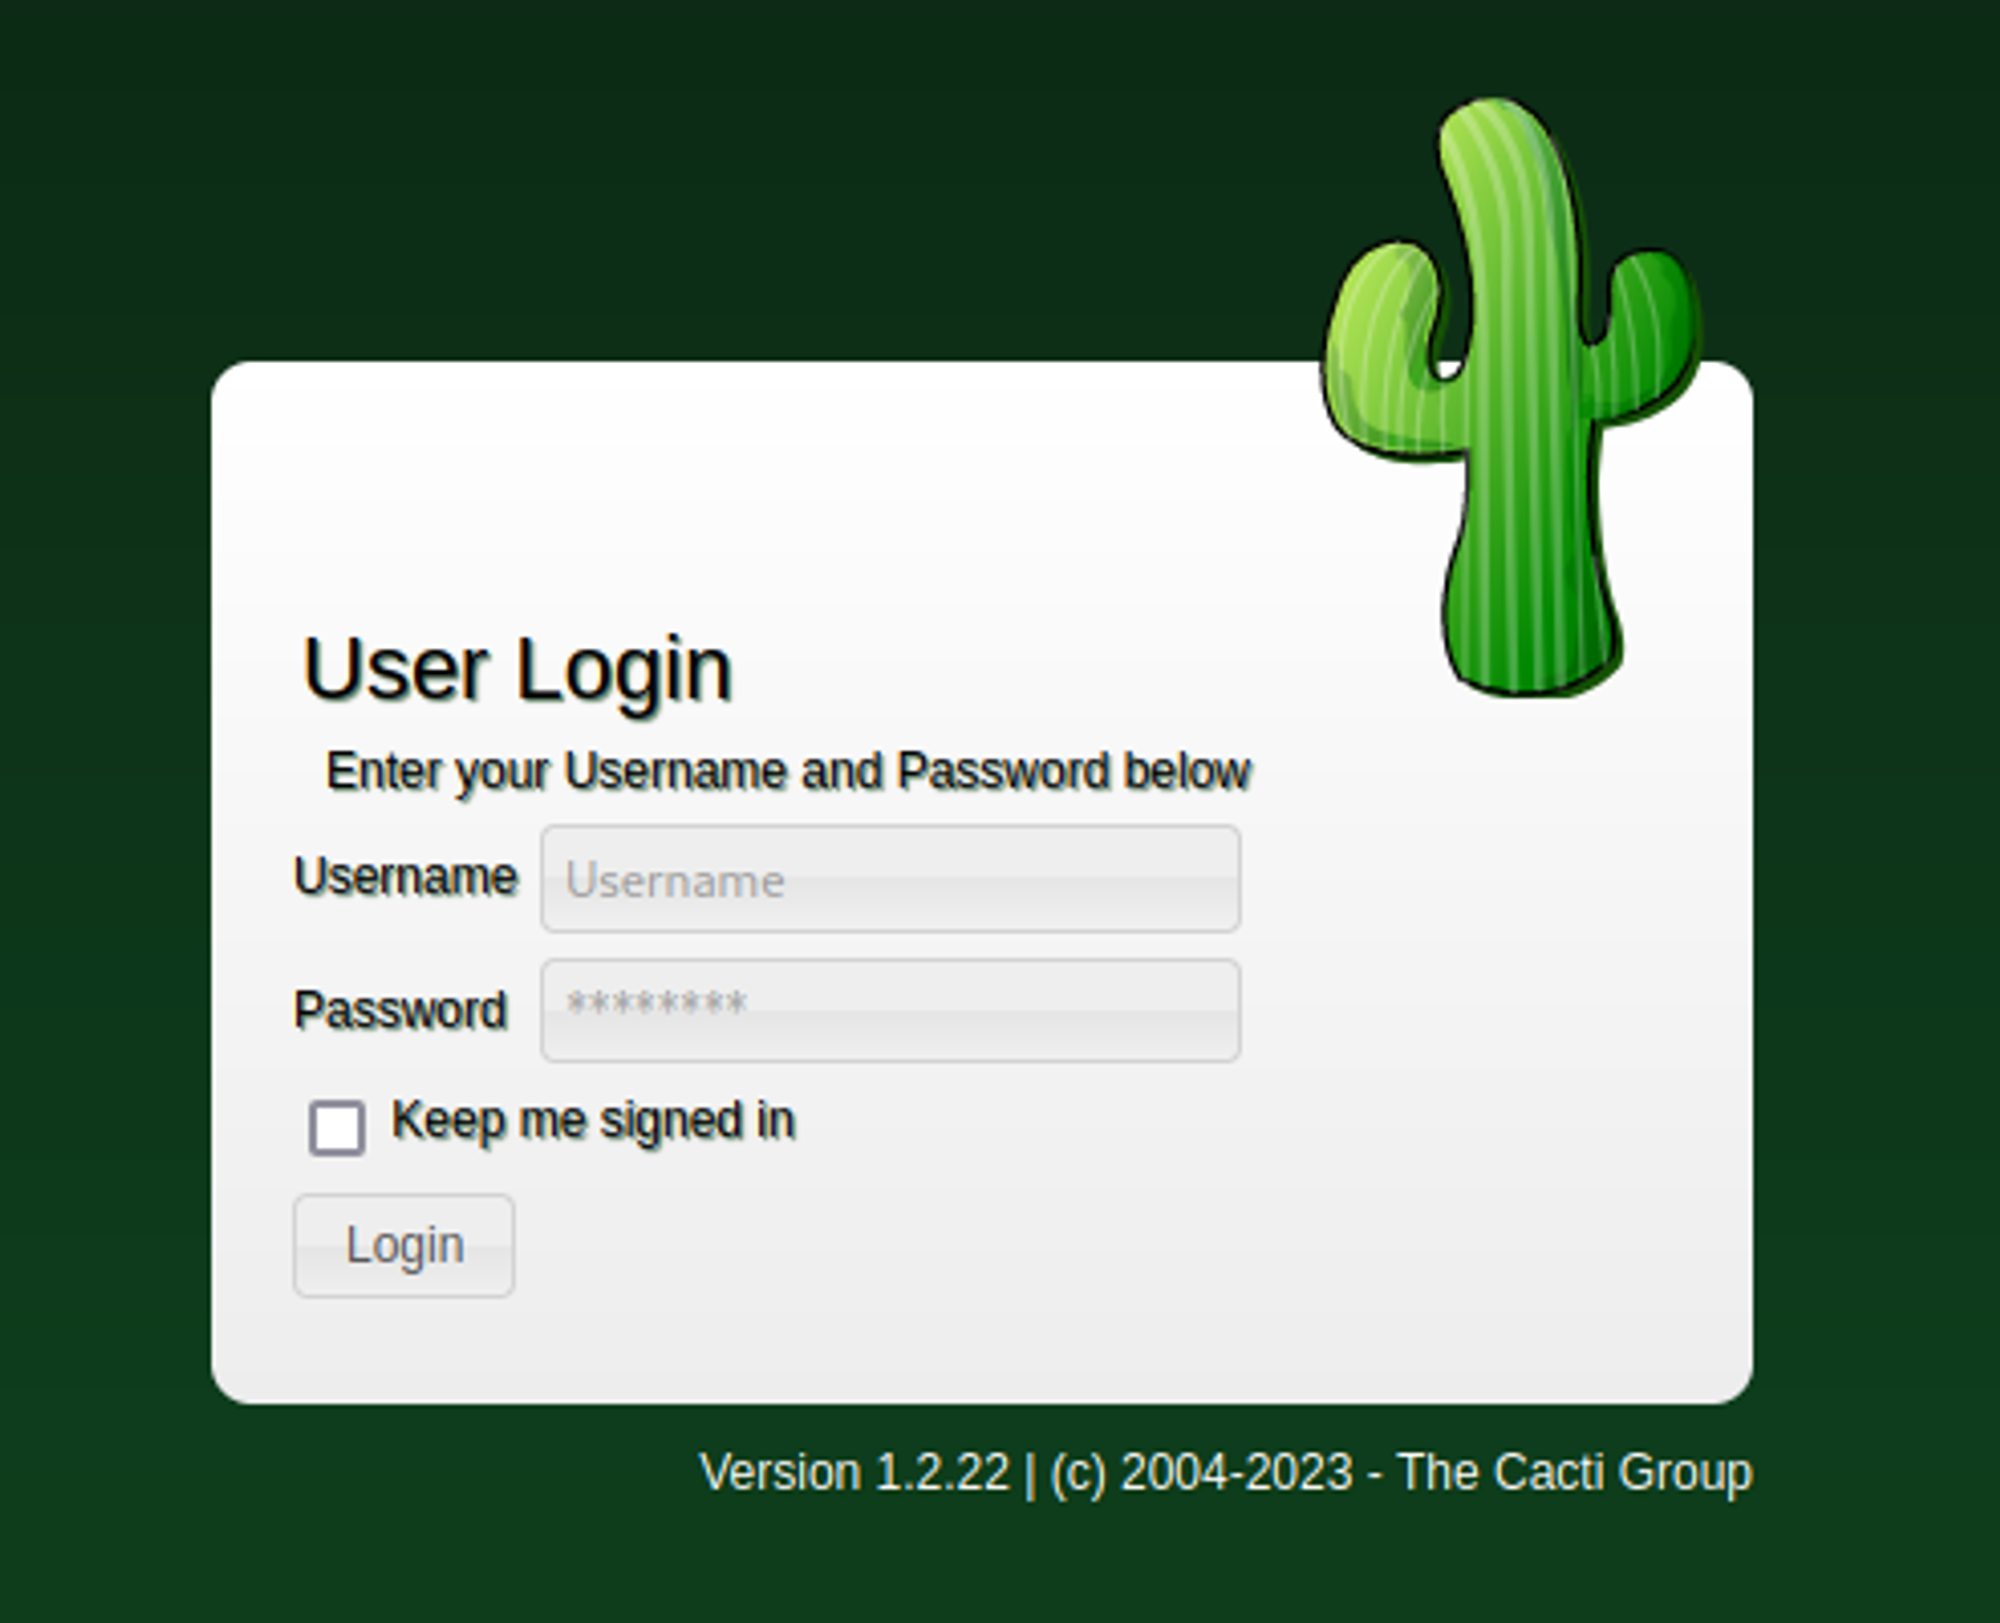 User Login
Enter your Username and Password below
Username Username
Password ********
Keep me signed in
Login
Version 1.2.22 | (c) 2004-2023 - The Cacti Group